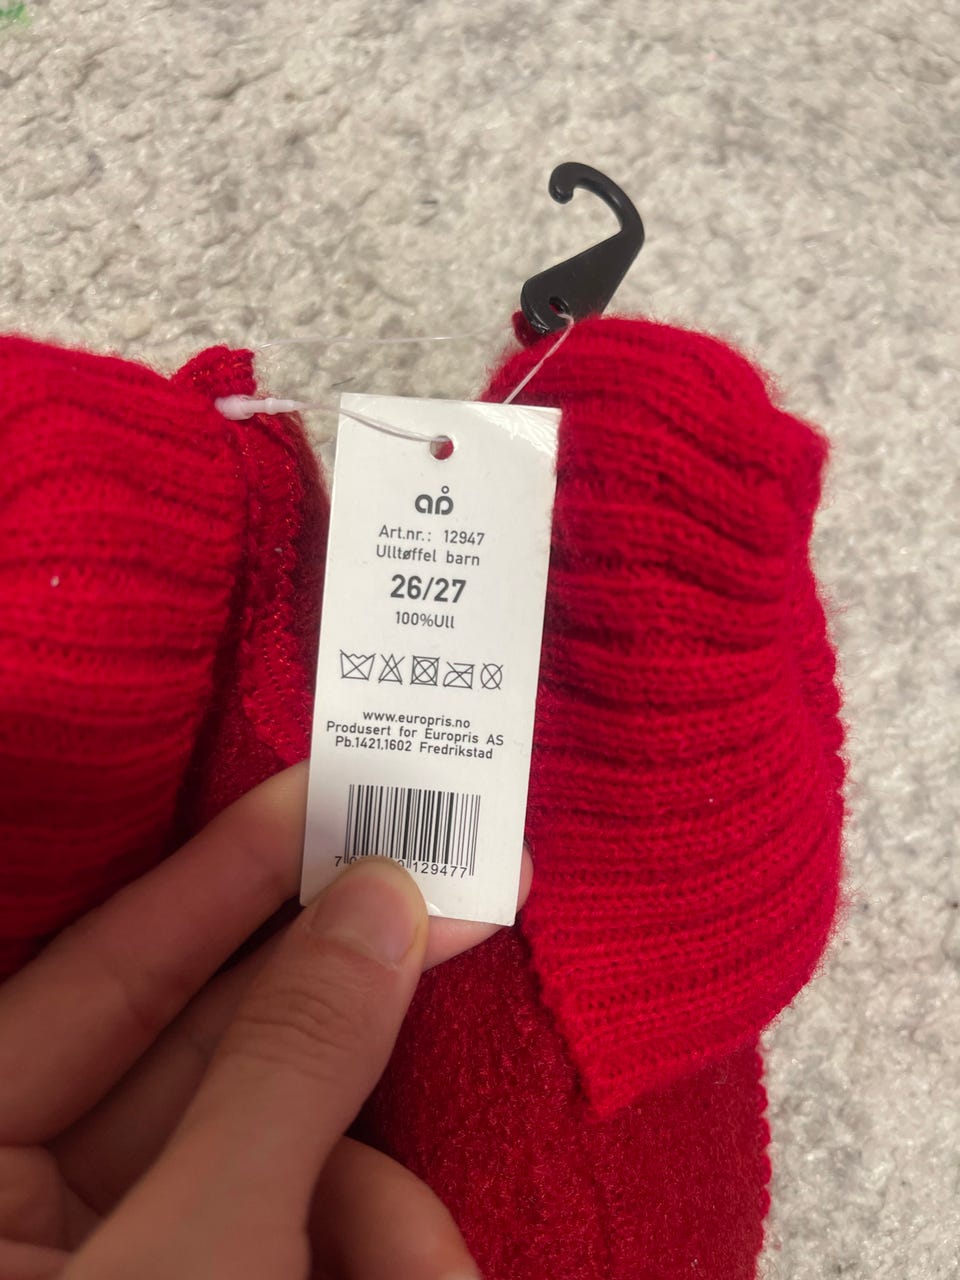 Art.nr.: 12947
Ulltøffel barn
26/27
100%Ull
www.europris.no
Produsert for Europris AS
Pb.1421,1602 Fredrikstad
129477